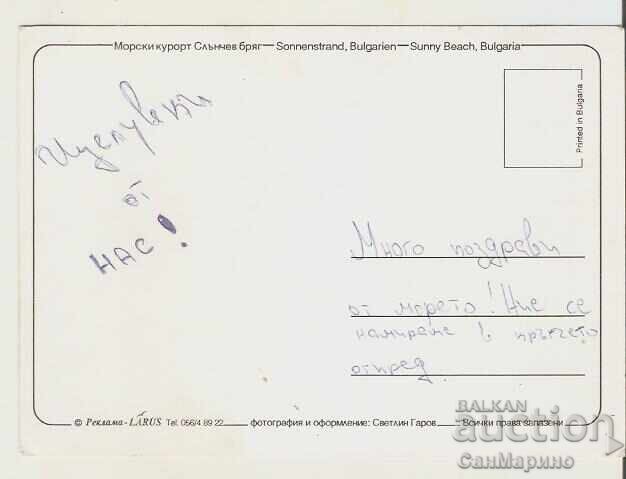 Морски курорт Слънчев бряг — Sonnenstrand, Bulgarien — Sunny Beach, Bulgaria
Printed in Bulgaria
Целувки
от
НАС!
Много поздрави
от морето! Ние се
намираме в кръгчето
отпред.
© Реклама-LARUS Tel: 056/4 89 22 фотография и оформление: Светлин Гаров Всички права запазени
BALKAN
auction
СанМарино